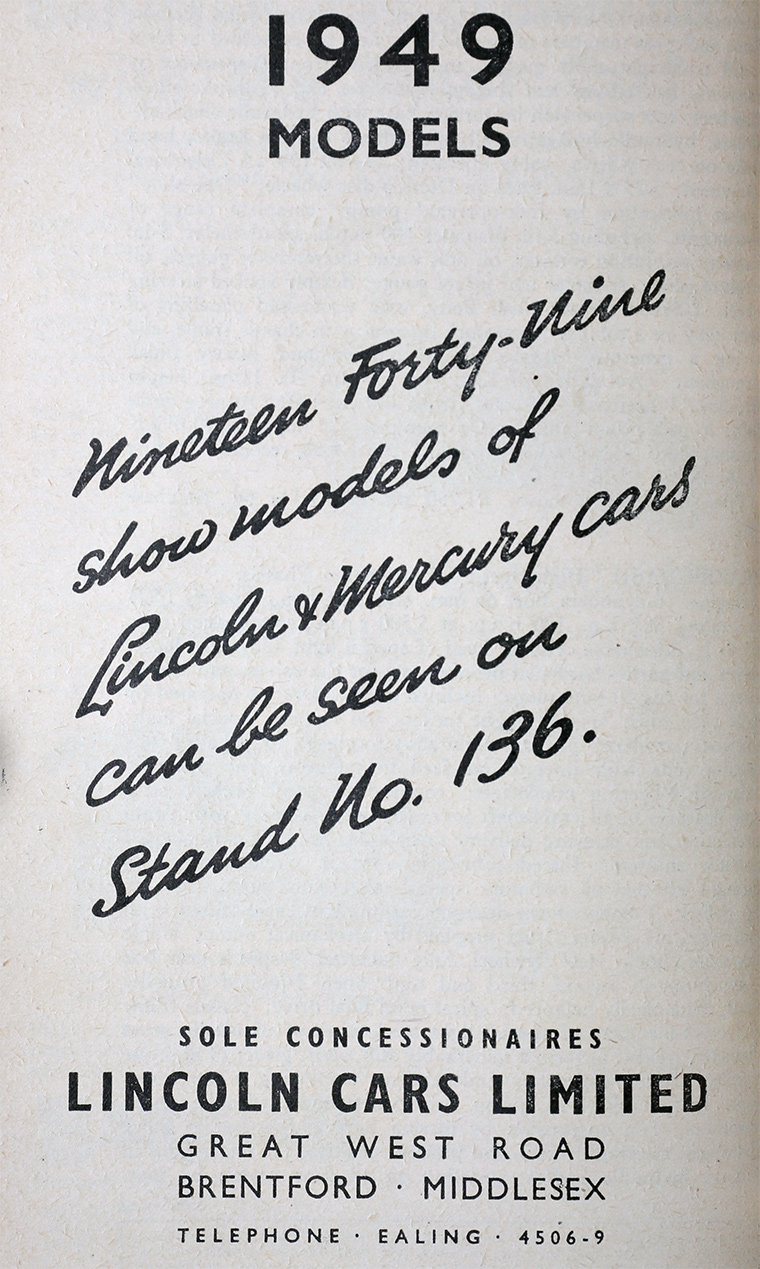 1949
MODELS
Nineteen Forty-Nine
show models of
Lincoln & Mercury cars
can be seen on
Stand No. 136.
SOLE CONCESSIONAIRES
LINCOLN CARS LIMITED
GREAT WEST ROAD
BRENTFORD · MIDDLESEX
TELEPHONE · EALING · 4506-9